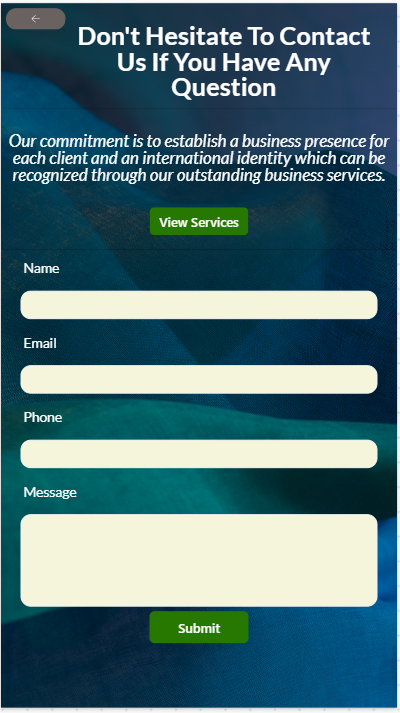 Don't Hesitate To Contact
Us If You Have Any
Question
Our commitment is to establish a business presence for
each client and an international identity which can be
recognized through our outstanding business services.
View Services
Name
Email
Phone
Message
Submit